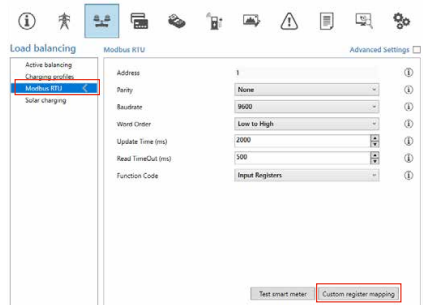 Load balancing
Modbus RTU
Advanced Settings
Active balancing
Charging profiles
Modbus RTU
Solar charging
Address 1
Parity None
Baudrate 9600
Word Order Low to High
Update Time (ms) 2000
Read TimeOut (ms) 500
Function Code Input Registers
Test smart meter
Custom register mapping